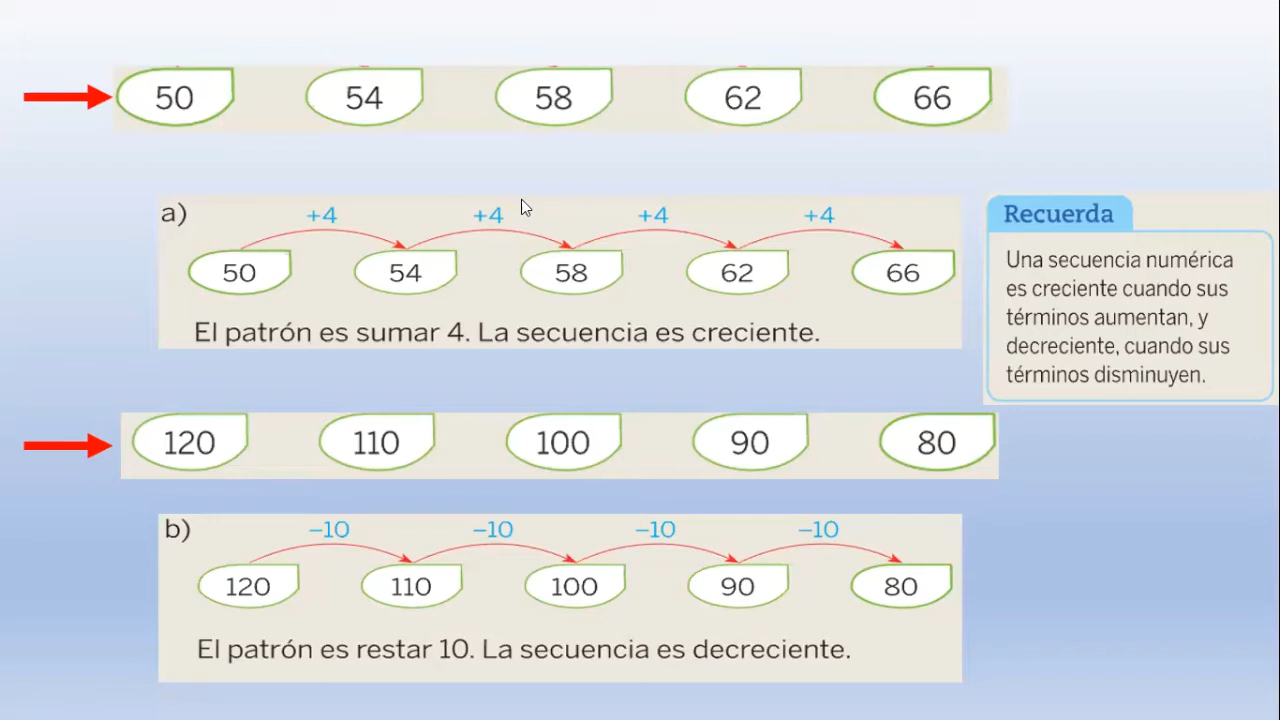 50 54 58 62 66
a)
+4 +4 +4 +4
50 54 58 62 66
El patrón es sumar 4. La secuencia es creciente.
Recuerda
Una secuencia numérica
es creciente cuando sus
términos aumentan, y
decreciente, cuando sus
términos disminuyen.
120 110 100 90 80
b)
–10 –10 –10 –10
120 110 100 90 80
El patrón es restar 10. La secuencia es decreciente.